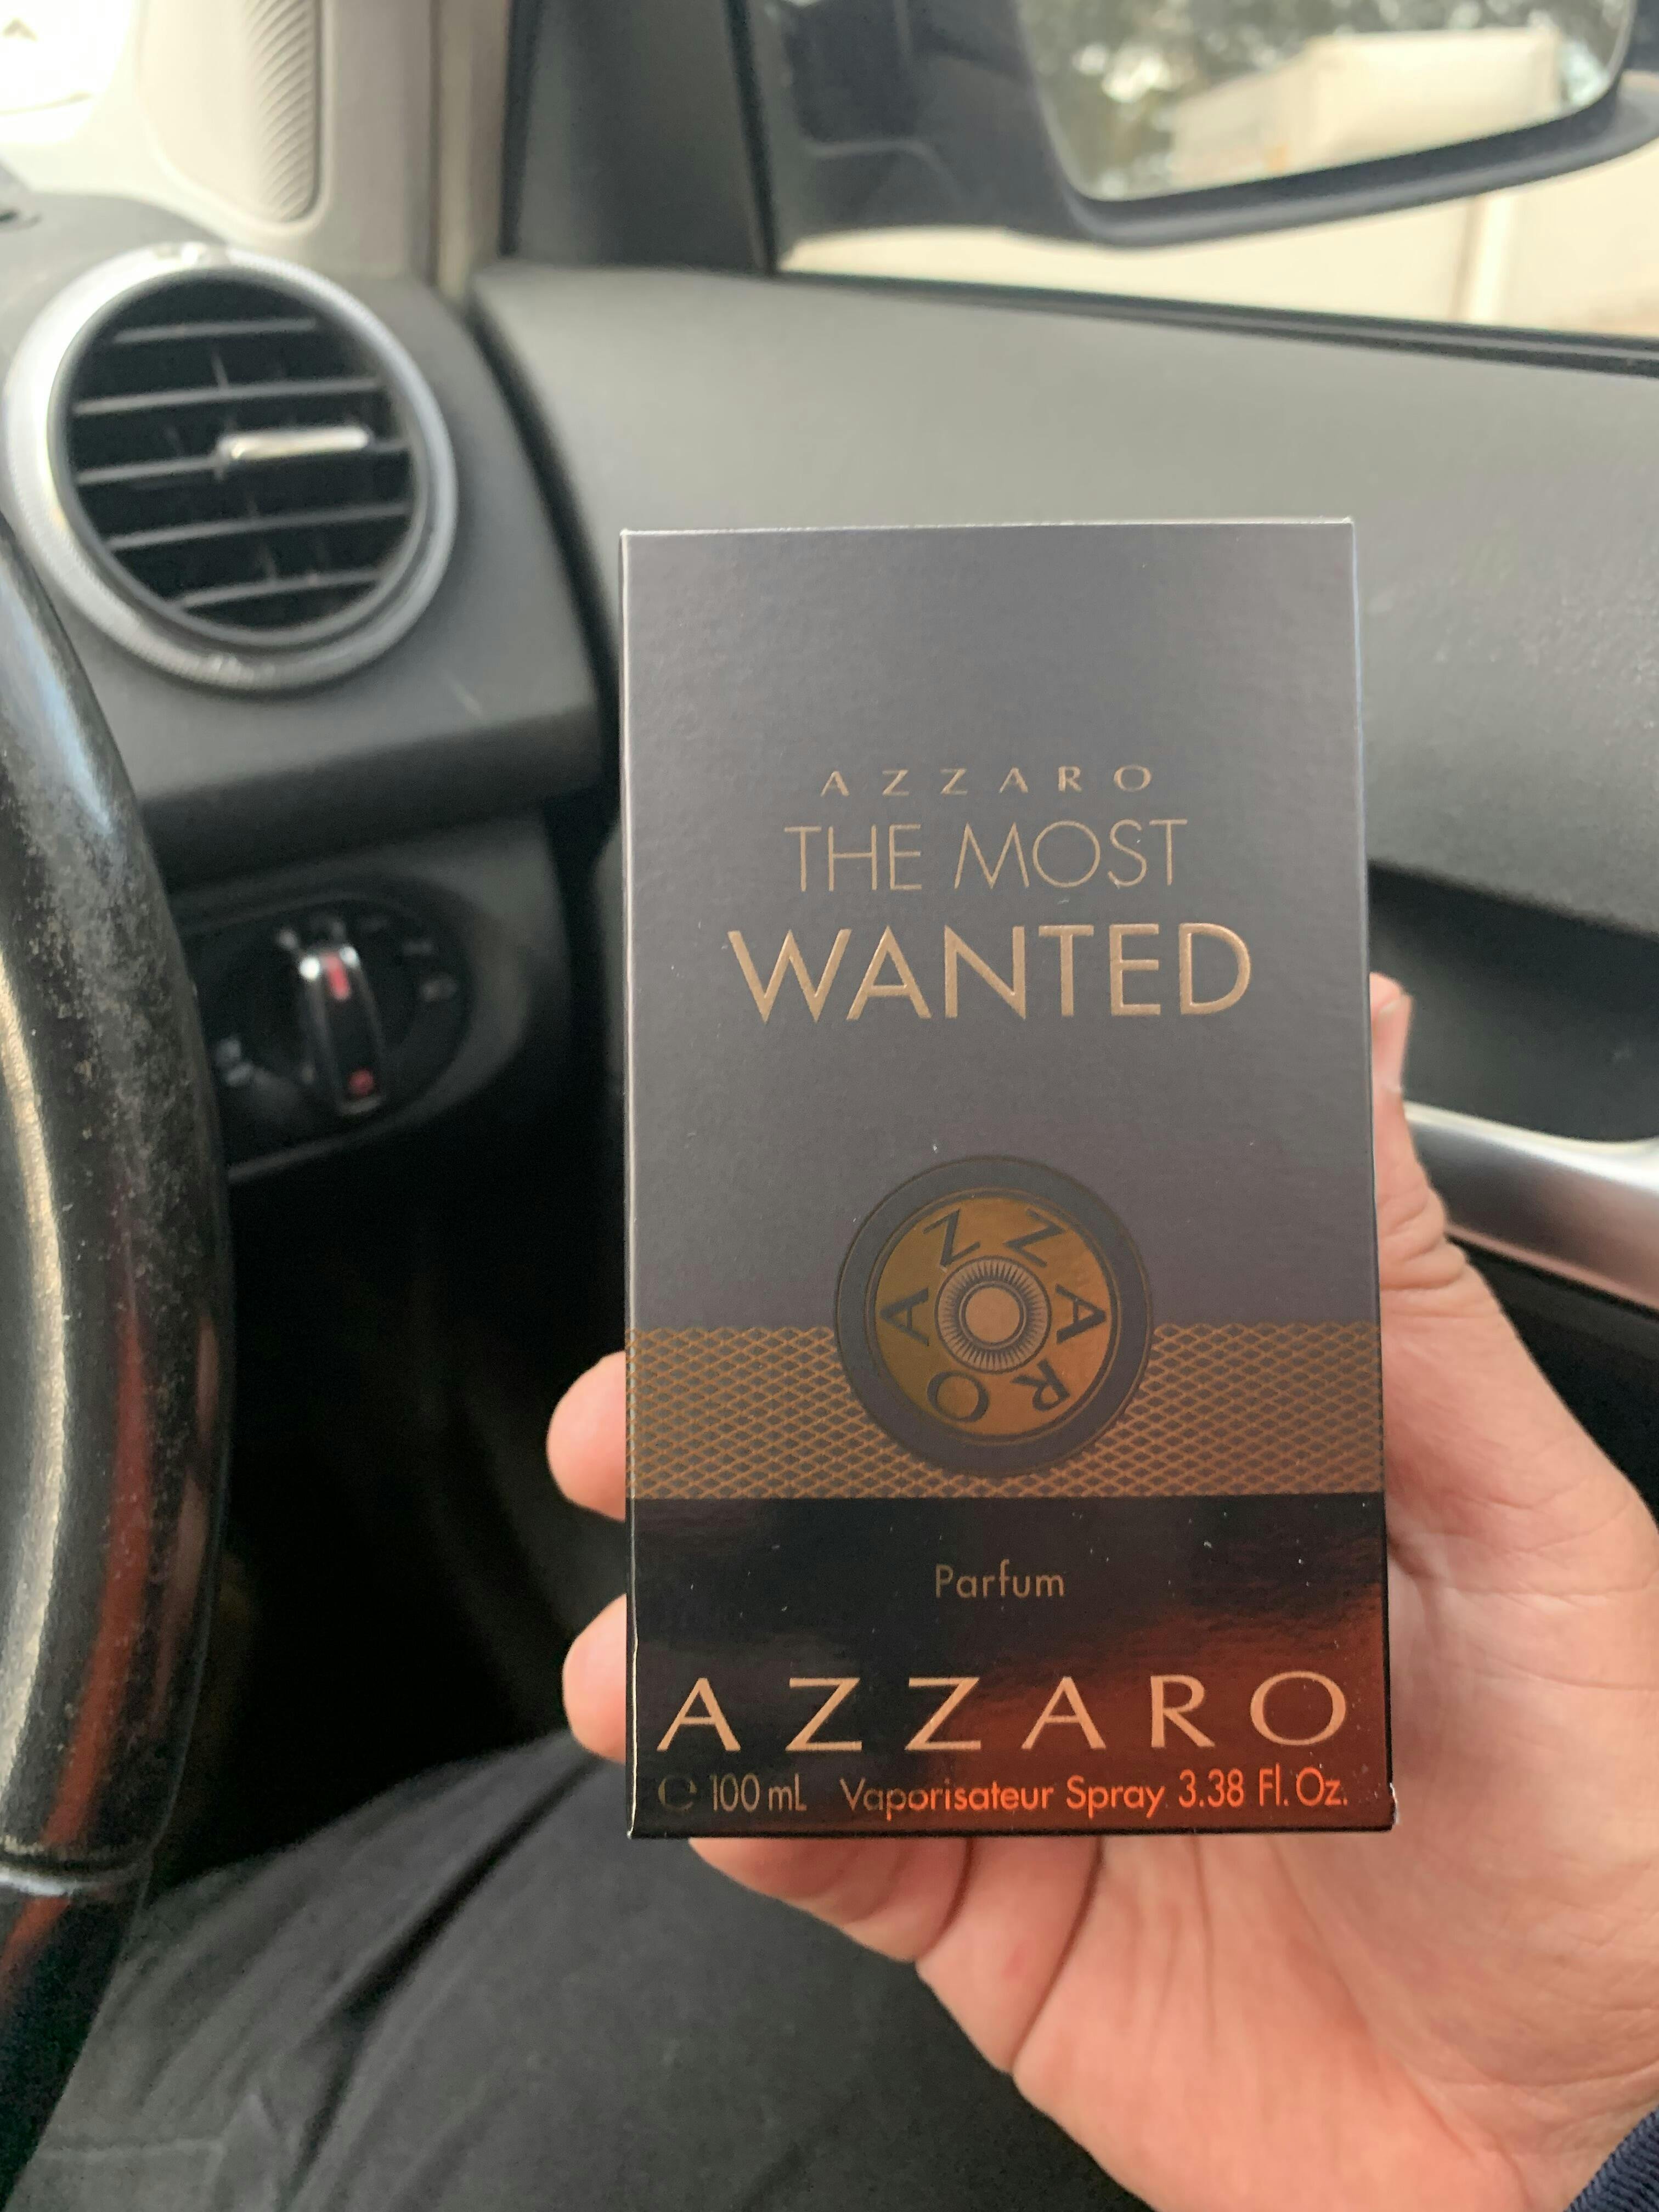 AZZARO
THE MOST
WANTED
AZZARO
Parfum
AZZARO
℮ 100 mL Vaporisateur Spray 3.38 Fl. Oz.